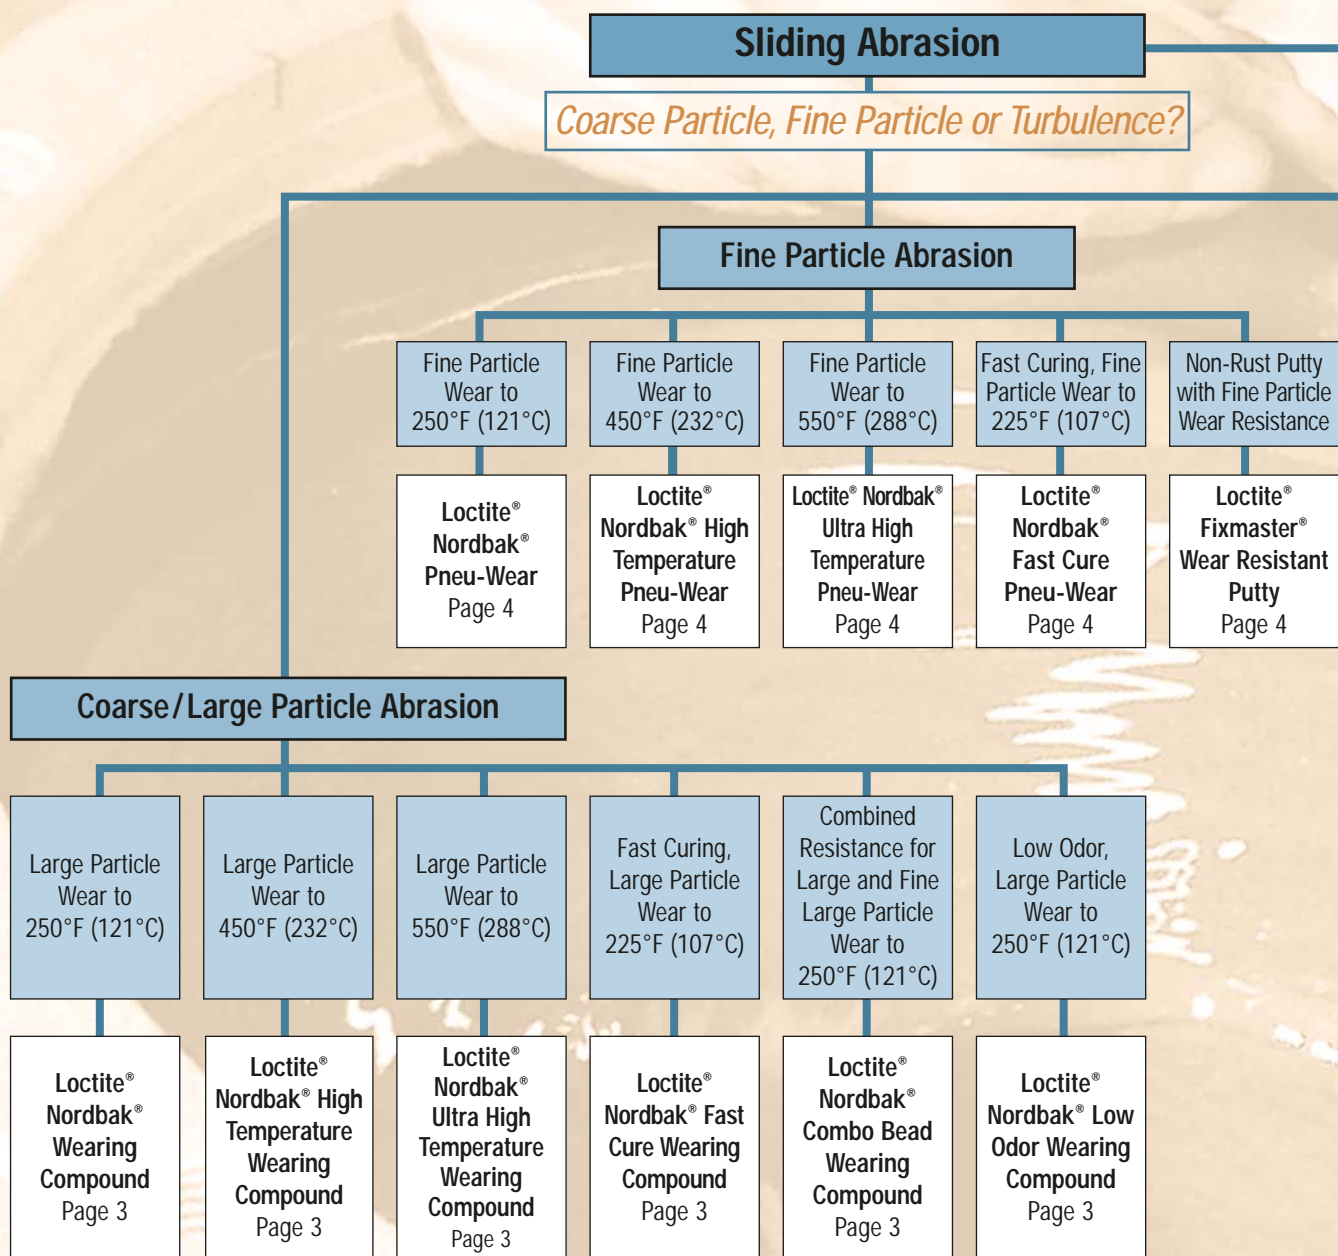 Sliding Abrasion
Coarse Particle, Fine Particle or Turbulence?
Fine Particle Abrasion
Fine Particle
Wear to
250°F (121°C)
Fine Particle
Wear to
450°F (232°C)
Fine Particle
Wear to
550°F (288°C)
Fast Curing, Fine
Particle Wear to
225°F (107°C)
Non-Rust Putty
with Fine Particle
Wear Resistance
Loctite®
Nordbak®
Pneu-Wear
Page 4
Loctite®
Nordbak® High
Temperature
Pneu-Wear
Page 4
Loctite® Nordbak®
Ultra High
Temperature
Pneu-Wear
Page 4
Loctite®
Nordbak®
Fast Cure
Pneu-Wear
Page 4
Loctite®
Fixmaster®
Wear Resistant
Putty
Page 4
Coarse/Large Particle Abrasion
Large Particle
Wear to
250°F (121°C)
Large Particle
Wear to
450°F (232°C)
Large Particle
Wear to
550°F (288°C)
Fast Curing,
Large Particle
Wear to
225°F (107°C)
Combined
Resistance for
Large and Fine
Large Particle
Wear to
250°F (121°C)
Low Odor,
Large Particle
Wear to
250°F (121°C)
Loctite®
Nordbak®
Wearing
Compound
Page 3
Loctite®
Nordbak® High
Temperature
Wearing
Compound
Page 3
Loctite®
Nordbak®
Ultra High
Temperature
Wearing
Compound
Page 3
Loctite®
Nordbak® Fast
Cure Wearing
Compound
Page 3
Loctite®
Nordbak®
Combo Bead
Wearing
Compound
Page 3
Loctite®
Nordbak® Low
Odor Wearing
Compound
Page 3